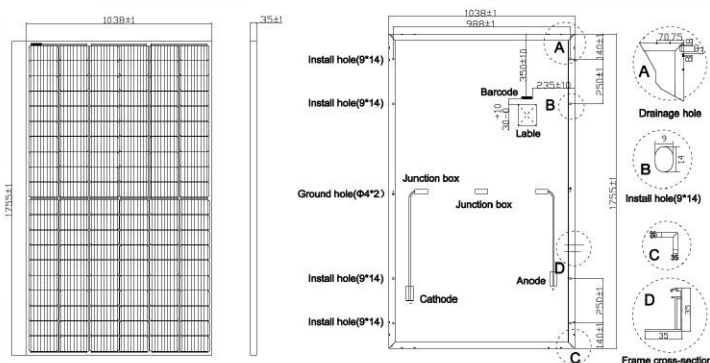 1038±1
35±1
1755±1
1038±1
988±1
A
140±1
250±1
350±10
235±10
Install hole(9*14)
Install hole(9*14)
Barcode
B
+10
30-0
Lable
Junction box
Ground hole(Φ4*2)
Junction box
1755±1
D
Install hole(9*14)
Anode
Cathode
250±1
Install hole(9*14)
140±1
C
70,75
A
Drainage hole
9
14
B
Install hole(9*14)
C
D
35
35
Frame cross-section